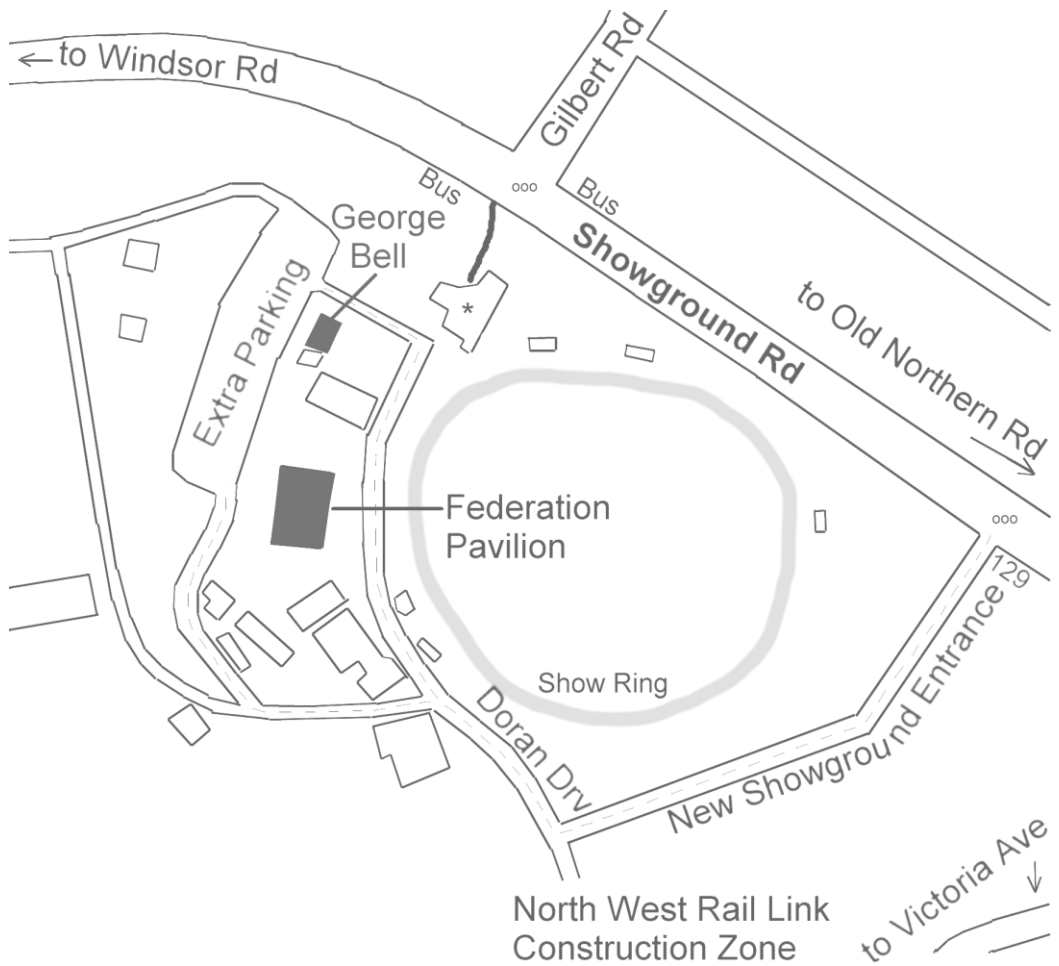 ← to Windsor Rd
Gilbert Rd
Bus
ooo
Bus
George
Bell
Showground Rd
to Old Northern Rd
*
Extra Parking
Federation
Pavilion
ooo
129
Show Ring
Doran Drv
New Showground Entrance
North West Rail Link
Construction Zone
to Victoria Ave